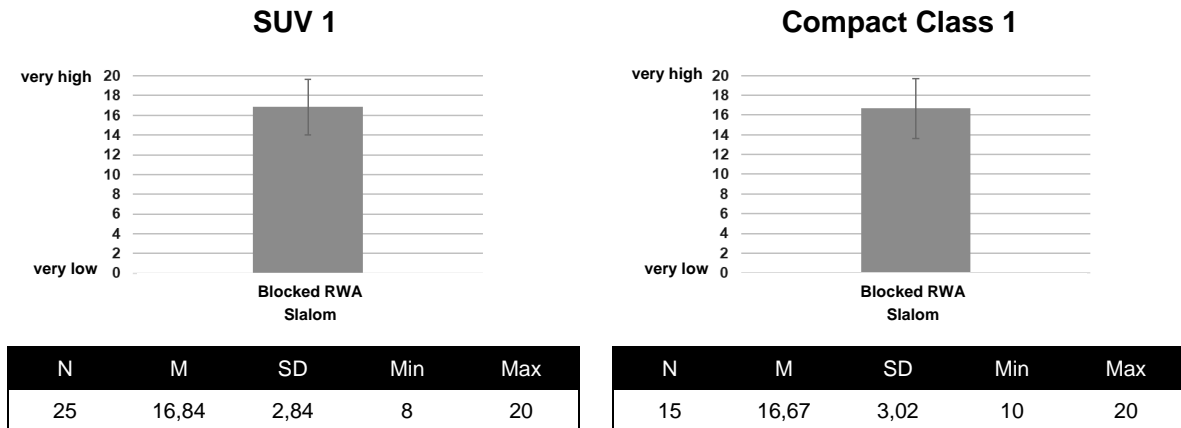 SUV 1
very high
20
18
16
14
12
10
8
6
4
2
0
very low
Blocked RWA
Slalom
N M SD Min Max
25 16,84 2,84 8 20
Compact Class 1
very high
20
18
16
14
12
10
8
6
4
2
0
very low
Blocked RWA
Slalom
N M SD Min Max
15 16,67 3,02 10 20